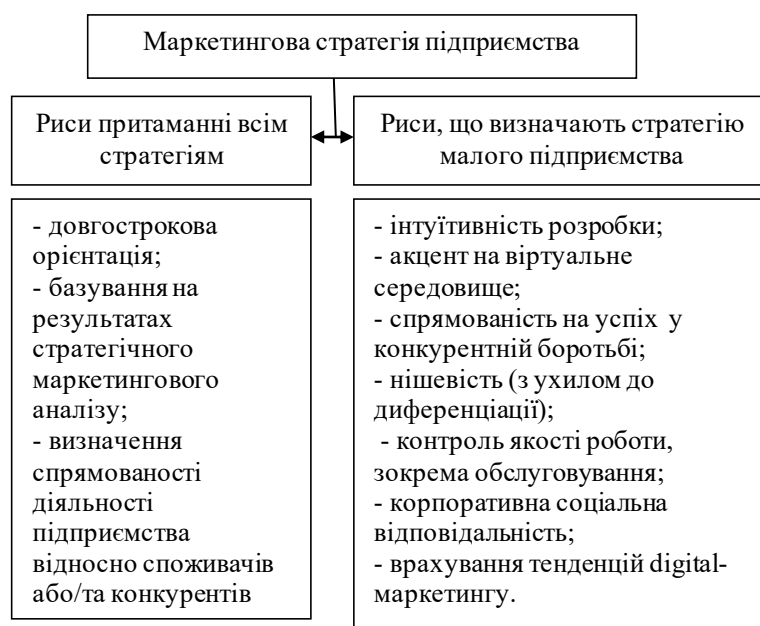 Маркетингова стратегія підприємства
Риси притаманні всім
стратегіям
Риси, що визначають стратегію
малого підприємства
- довгострокова
орієнтація;
- базування на
результатах
стратегічного
маркетингового
аналізу;
- визначення
спрямованості
діяльності
підприємства
відносно споживачів
або/та конкурентів
- інтуїтивність розробки;
- акцент на віртуальне
середовище;
- спрямованість на успіх у
конкурентній боротьбі;
- нішевість (з ухилом до
диференціації);
- контроль якості роботи,
зокрема обслуговування;
- корпоративна соціальна
відповідальність;
- врахування тенденцій digital-
маркетингу.